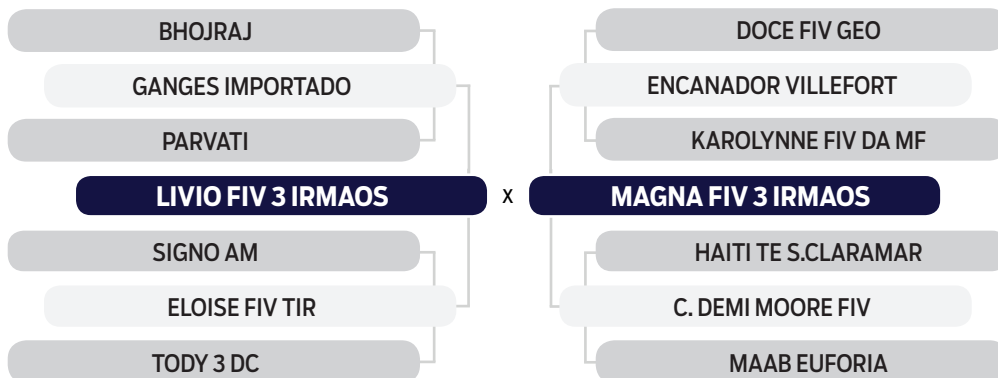 BHOJRAJ
GANGES IMPORTADO
PARVATI
LIVIO FIV 3 IRMAOS
SIGNO AM
ELOISE FIV TIR
TODY 3 DC
x
DOCE FIV GEO
ENCANADOR VILLEFORT
KAROLYNNE FIV DA MF
MAGNA FIV 3 IRMAOS
HAITI TE S.CLARAMAR
C. DEMI MOORE FIV
MAAB EUFORIA